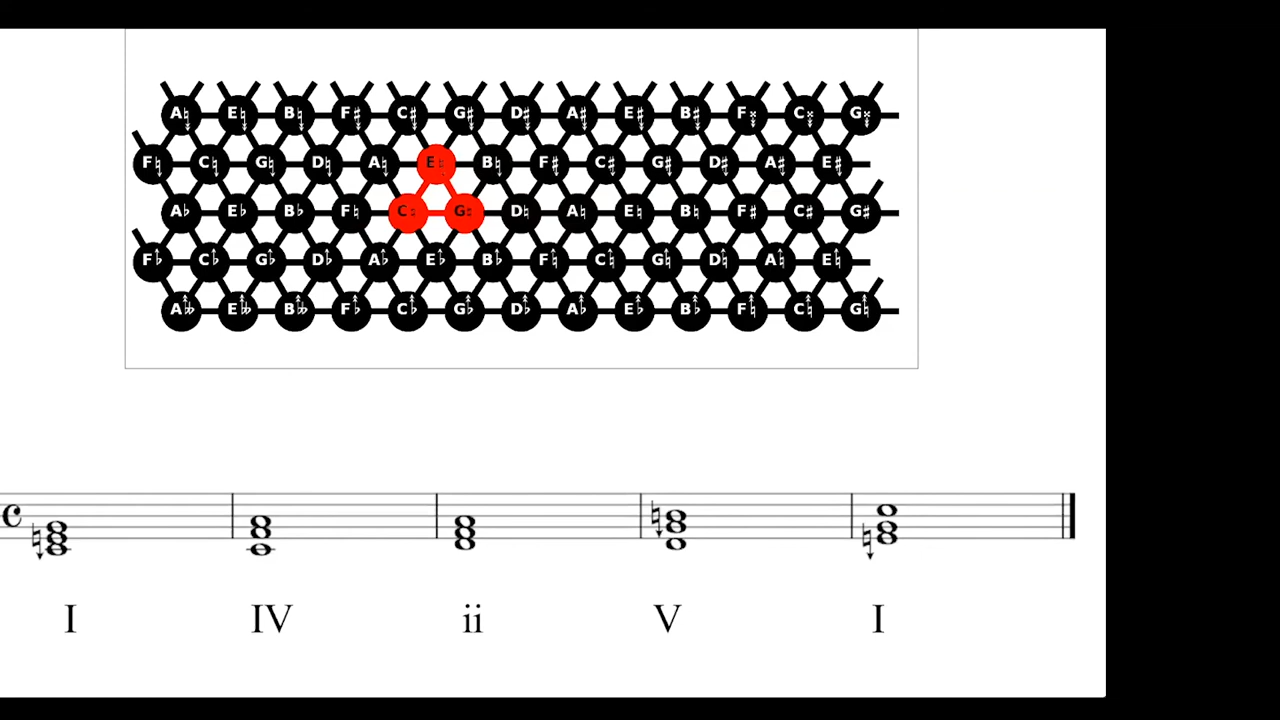 A♮ E♮ B♮ F♯ C♯ G♯ D♯ A♯ E♯ B♯ F𝄪 C𝄪 G𝄪
F♮ C♮ G♮ D♮ A♮ E♮ B♮ F♯ C♯ G♯ D♯ A♯ E♯
A♭ E♭ B♭ F♮ C♮ G♮ D♮ A♮ E♮ B♮ F♯ C♯ G♯
F♭ C♭ G♭ D♭ A♭ E♭ B♭ F♮ C♮ G♮ D♮ A♮ E♮
A𝄫 E𝄫 B𝄫 F♭ C♭ G♭ D♭ A♭ E♭ B♭ F♮ C♮ G♮
I IV ii V I